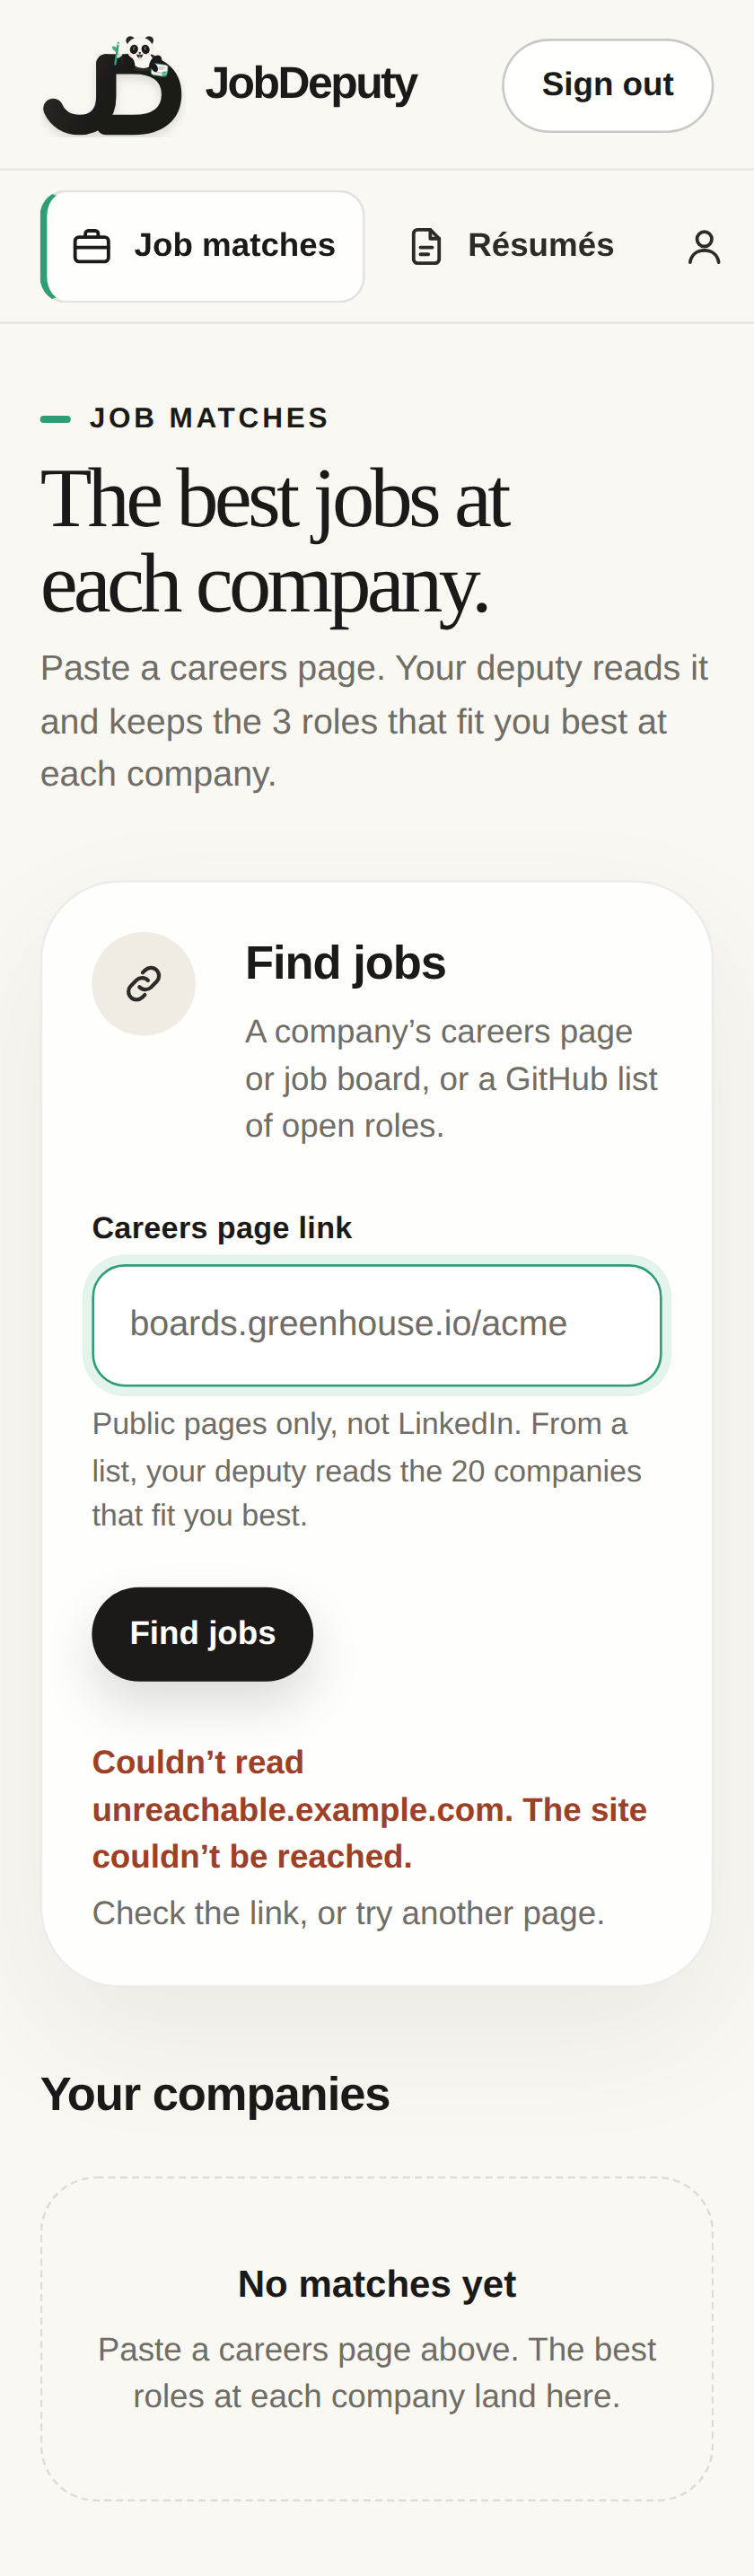 JobDeputy
Sign out
Job matches
Résumés
JOB MATCHES
The best jobs at
each company.
Paste a careers page. Your deputy reads it
and keeps the 3 roles that fit you best at
each company.
Find jobs
A company’s careers page
or job board, or a GitHub list
of open roles.
Careers page link
boards.greenhouse.io/acme
Public pages only, not LinkedIn. From a
list, your deputy reads the 20 companies
that fit you best.
Find jobs
Couldn’t read
unreachable.example.com. The site
couldn’t be reached.
Check the link, or try another page.
Your companies
No matches yet
Paste a careers page above. The best
roles at each company land here.